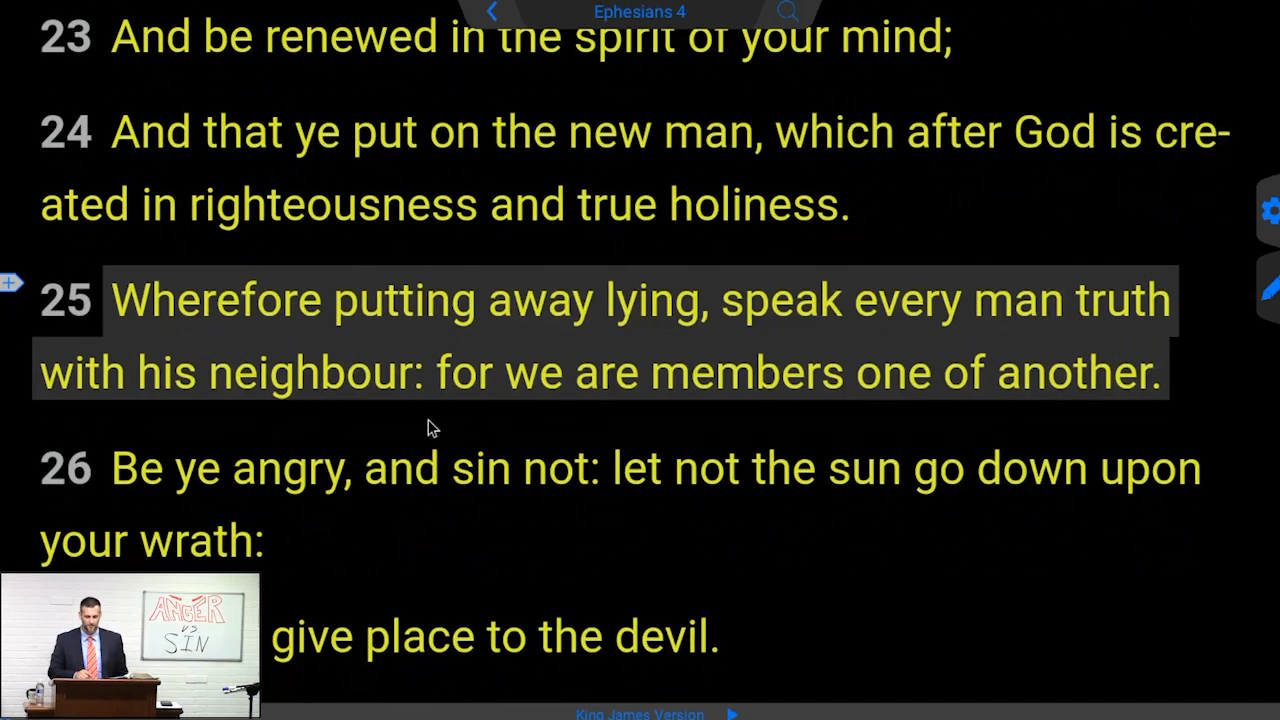 Ephesians 4
23 And be renewed in the spirit of your mind;
24 And that ye put on the new man, which after God is cre-
ated in righteousness and true holiness.
25 Wherefore putting away lying, speak every man truth
with his neighbour: for we are members one of another.
26 Be ye angry, and sin not: let not the sun go down upon
your wrath:
give place to the devil.
ANGER
VS
SIN
King James Version